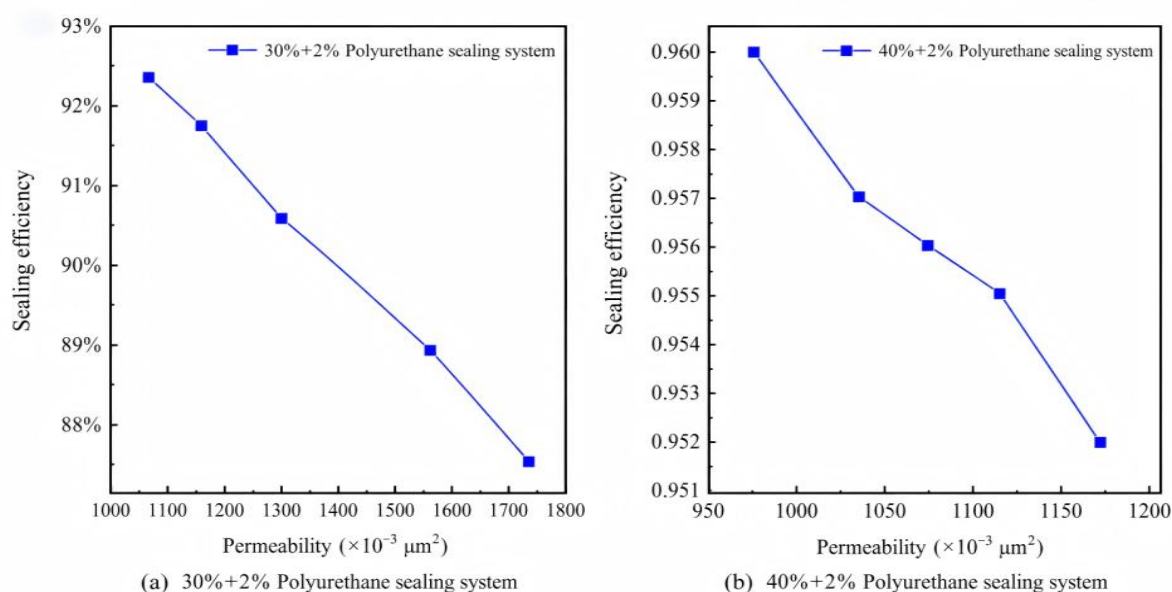 93%
92%
91%
90%
89%
88%
30%+2% Polyurethane sealing system
Sealing efficiency
1000 1100 1200 1300 1400 1500 1600 1700 1800
Permeability (×10⁻³ μm²)
(a) 30%+2% Polyurethane sealing system
0.960
0.959
0.958
0.957
0.956
0.955
0.954
0.953
0.952
0.951
40%+2% Polyurethane sealing system
Sealing efficiency
950 1000 1050 1100 1150 1200
Permeability (×10⁻³ μm²)
(b) 40%+2% Polyurethane sealing system